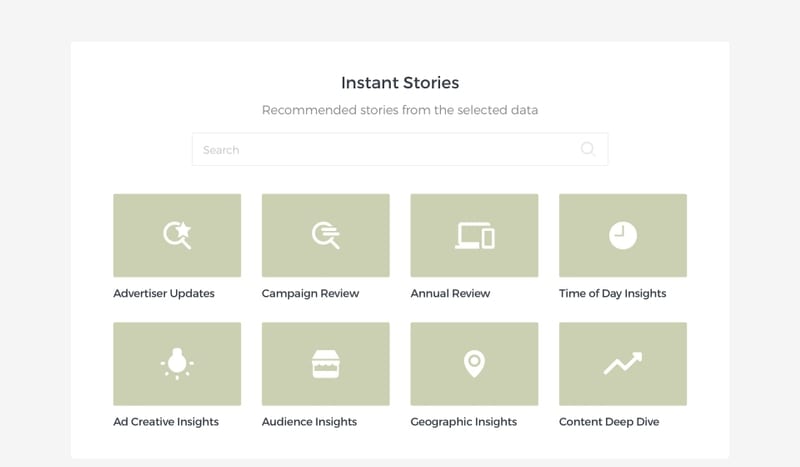 Instant Stories
Recommended stories from the selected data
Search
Advertiser Updates
Campaign Review
Annual Review
Time of Day Insights
Ad Creative Insights
Audience Insights
Geographic Insights
Content Deep Dive